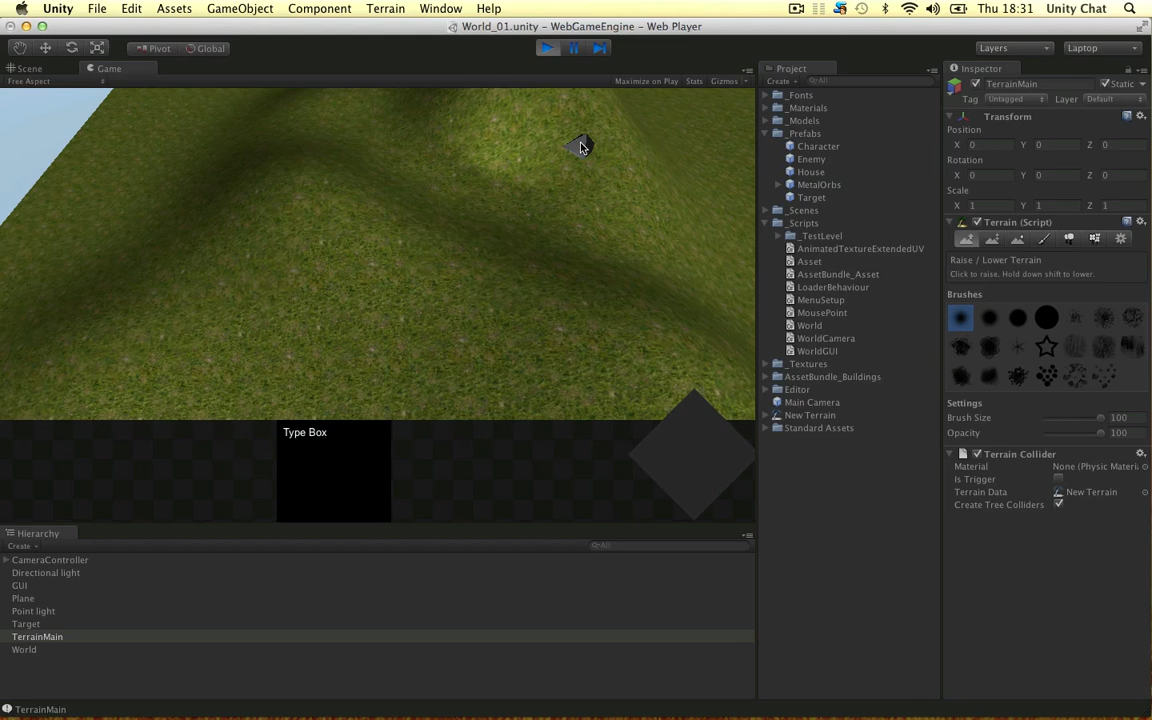 Unity File Edit Assets GameObject Component Terrain Window Help Thu 18:31 Unity Chat
World_01.unity - WebGameEngine - Web Player
Pivot Global Layers Laptop
Scene Game Project Inspector
Free Aspect Maximize on Play Stats Gizmos Create All
TerrainMain Static
Tag Untagged Layer Default
Transform
Position
X 0 Y 0 Z 0
Rotation
X 0 Y 0 Z 0
Scale
X 1 Y 1 Z 1
Terrain (Script)
Raise / Lower Terrain
Click to raise. Hold down shift to lower.
Brushes
Settings
Brush Size 100
Opacity 100
Terrain Collider
Material None (Physic Materi
Is Trigger
Terrain Data New Terrain
Create Tree Colliders
_Fonts
_Materials
_Models
_Prefabs
Character
Enemy
House
MetalOrbs
Target
_Scenes
_Scripts
_TestLevel
AnimatedTextureExtendedUV
Asset
AssetBundle_Asset
LoaderBehaviour
MenuSetup
MousePoint
World
WorldCamera
WorldGUI
_Textures
AssetBundle_Buildings
Editor
Main Camera
New Terrain
Standard Assets
Type Box
Hierarchy
Create All
CameraController
Directional light
GUI
Plane
Point light
Target
TerrainMain
World
TerrainMain